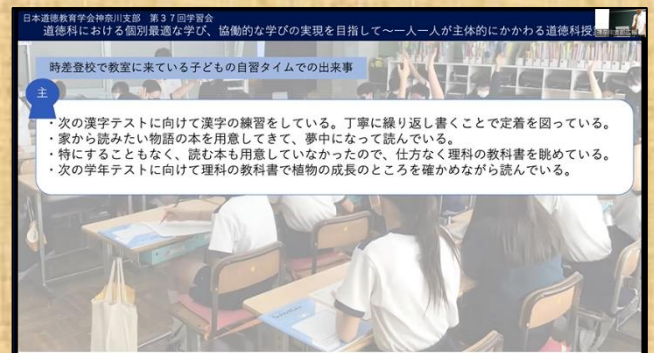 日本道徳教育学会神奈川支部 第37回学習会
道徳科における個別最適な学び、協働的な学びの実現を目指して～一人一人が主体的にかかわる道徳科授
時差登校で教室に来ている子どもの自習タイムでの出来事
主
・次の漢字テストに向けて漢字の練習をしている。丁寧に繰り返し書くことで定着を図っている。
・家から読みたい物語の本を用意してきて、夢中になって読んでいる。
・特にすることもなく、読む本も用意していなかったので、仕方なく理科の教科書を眺めている。
・次の学年テストに向けて理科の教科書で植物の成長のところを確かめながら読んでいる。